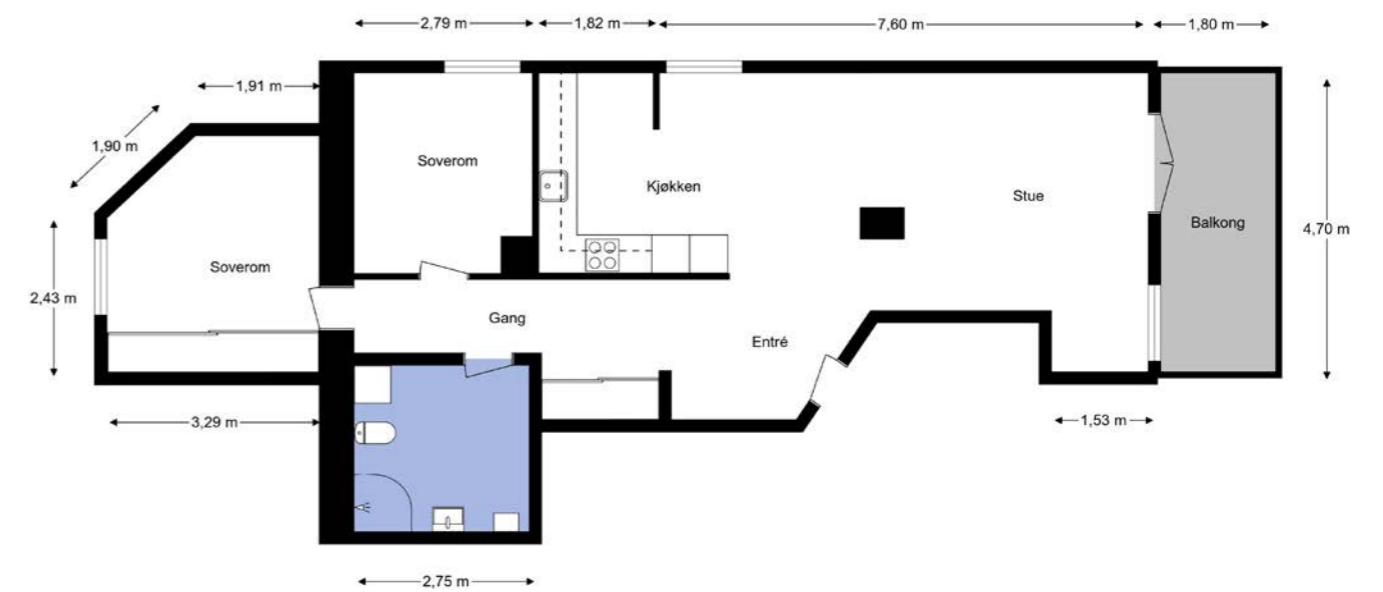 2,79 m
1,82 m
7,60 m
1,80 m
1,91 m
1,90 m
Soverom
Kjøkken
Stue
Balkong
4,70 m
Soverom
2,43 m
Gang
Entré
3,29 m
1,53 m
2,75 m